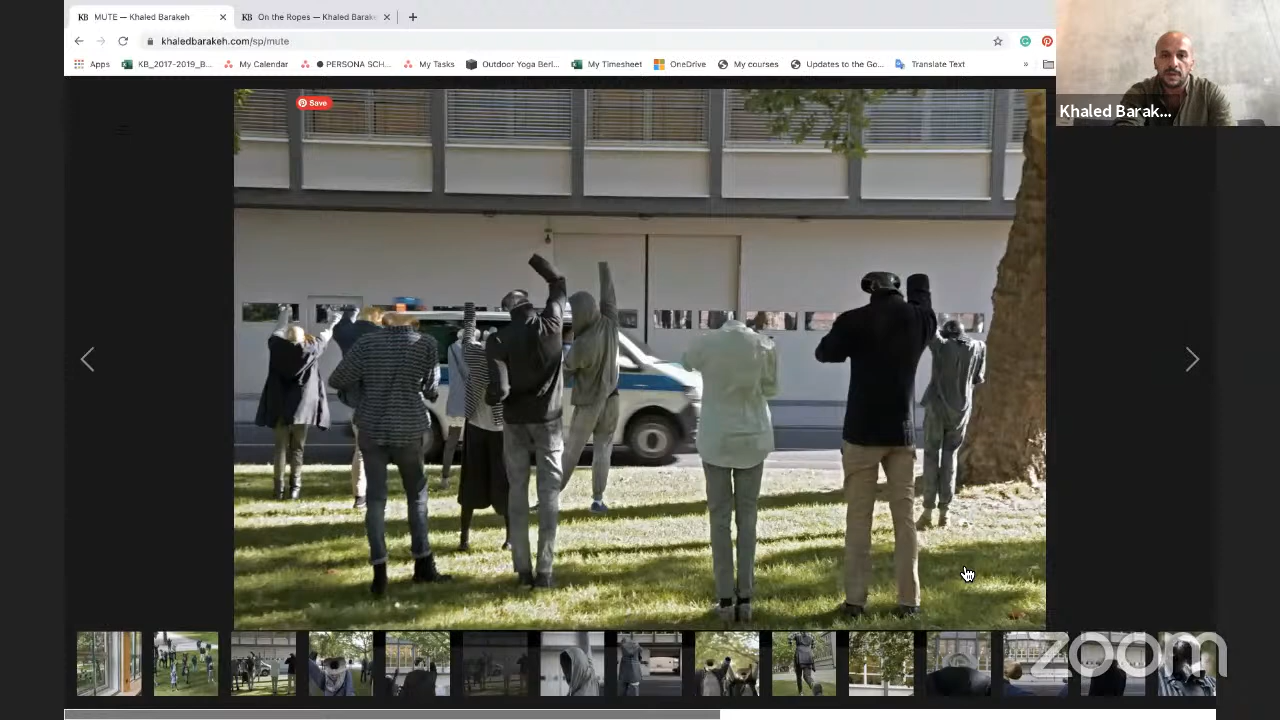 KB MUTE — Khaled Barakeh
KB On the Ropes — Khaled Barak
khaledbarakeh.com/sp/mute
Apps KB_2017-2019_B... My Calendar PERSONA SCH... My Tasks Outdoor Yoga Berl... My Timesheet OneDrive My courses Updates to the Go... Translate Text »
Save
Khaled Barak...
zoom